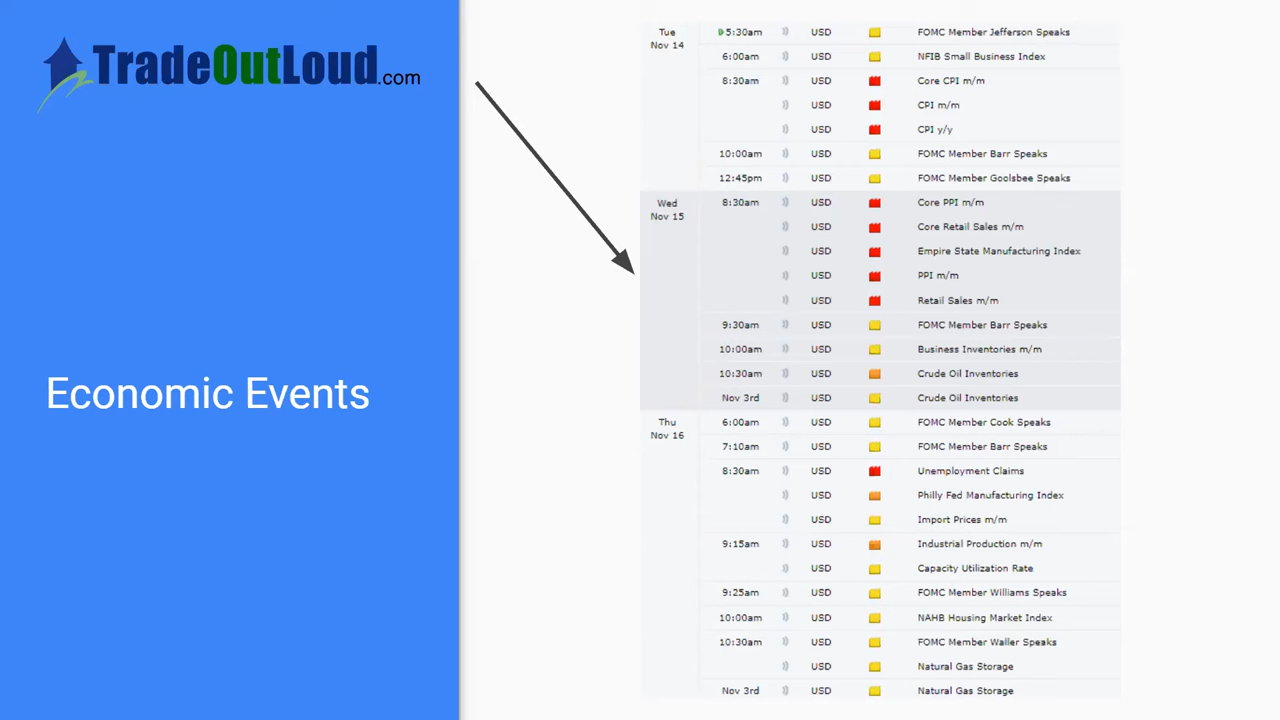 TradeOutLoud.com
Economic Events
Tue
Nov 14
5:30am USD FOMC Member Jefferson Speaks
6:00am USD NFIB Small Business Index
8:30am USD Core CPI m/m
USD CPI m/m
USD CPI y/y
10:00am USD FOMC Member Barr Speaks
12:45pm USD FOMC Member Goolsbee Speaks
Wed
Nov 15
8:30am USD Core PPI m/m
USD Core Retail Sales m/m
USD Empire State Manufacturing Index
USD PPI m/m
USD Retail Sales m/m
9:30am USD FOMC Member Barr Speaks
10:00am USD Business Inventories m/m
10:30am USD Crude Oil Inventories
Nov 3rd USD Crude Oil Inventories
Thu
Nov 16
6:00am USD FOMC Member Cook Speaks
7:10am USD FOMC Member Barr Speaks
8:30am USD Unemployment Claims
USD Philly Fed Manufacturing Index
USD Import Prices m/m
9:15am USD Industrial Production m/m
USD Capacity Utilization Rate
9:25am USD FOMC Member Williams Speaks
10:00am USD NAHB Housing Market Index
10:30am USD FOMC Member Waller Speaks
USD Natural Gas Storage
Nov 3rd USD Natural Gas Storage